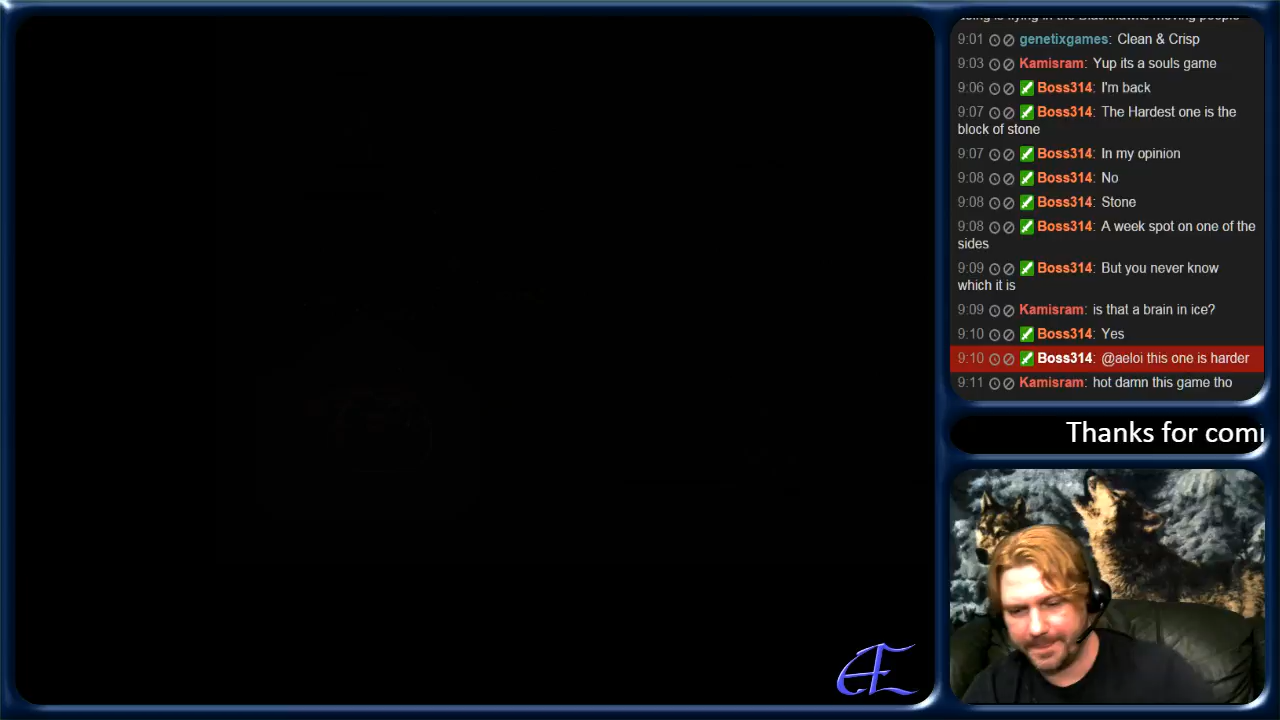 9:01 genetixgames: Clean & Crisp
9:03 Kamisram: Yup its a souls game
9:06 Boss314: I'm back
9:07 Boss314: The Hardest one is the
block of stone
9:07 Boss314: In my opinion
9:08 Boss314: No
9:08 Boss314: Stone
9:08 Boss314: A week spot on one of the
sides
9:09 Boss314: But you never know
which it is
9:09 Kamisram: is that a brain in ice?
9:10 Boss314: Yes
9:10 Boss314: @aeloi this one is harder
9:11 Kamisram: hot damn this game tho
Thanks for